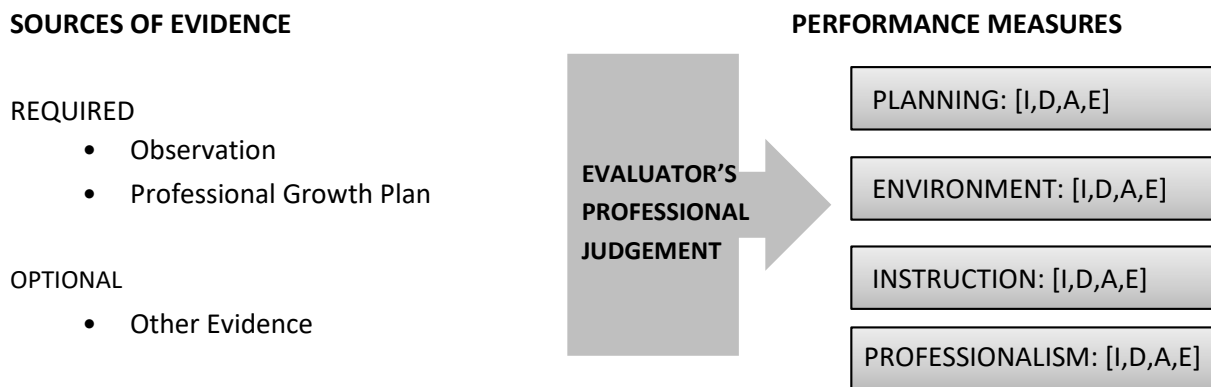 SOURCES OF EVIDENCE
REQUIRED
• Observation
• Professional Growth Plan
OPTIONAL
• Other Evidence
EVALUATOR’S
PROFESSIONAL
JUDGEMENT
PERFORMANCE MEASURES
PLANNING: [I,D,A,E]
ENVIRONMENT: [I,D,A,E]
INSTRUCTION: [I,D,A,E]
PROFESSIONALISM: [I,D,A,E]